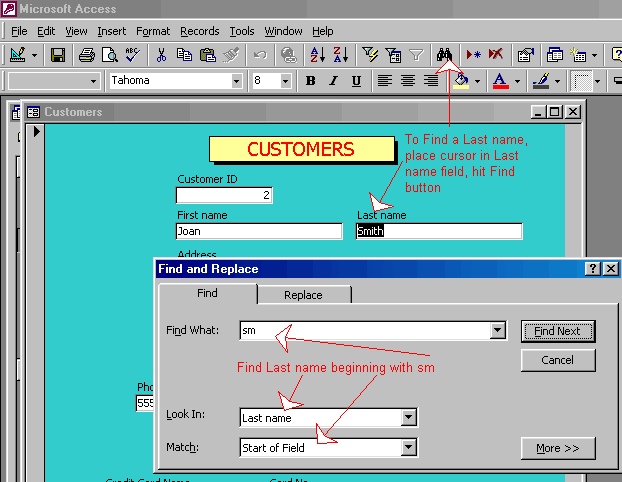 Microsoft Access
File Edit View Insert Format Records Tools Window Help
Tahoma 8 B I U
Customers
CUSTOMERS
To Find a Last name,
place cursor in Last
name field, hit Find
button
Customer ID
2
First name Last name
Joan Smith
Address
Find and Replace
Find Replace
Find What: sm Find Next
Cancel
Find Last name beginning with sm
Pho
555
Look In: Last name
Match: Start of Field More >>
Credit Card Name Card No